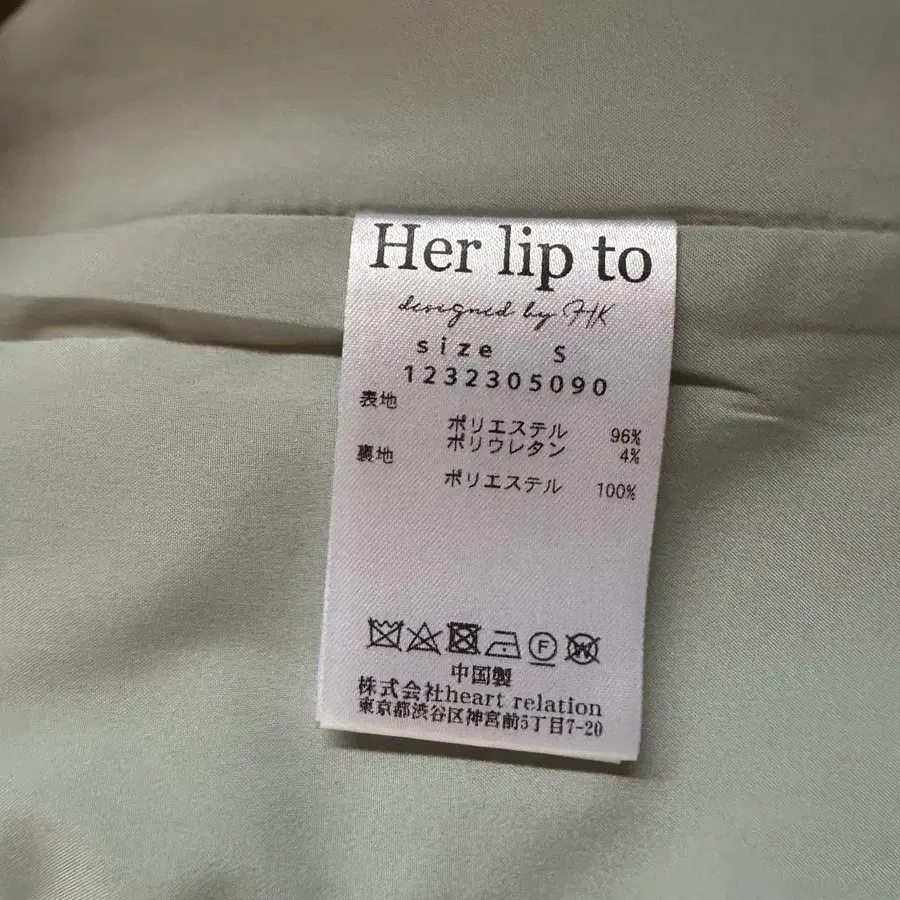 Her lip to
designed by HK
size S
1232305090
表地
ポリエステル 96%
ポリウレタン 4%
裏地
ポリエステル 100%
F W
中国製
株式会社heart relation
東京都渋谷区神宮前5丁目7-20